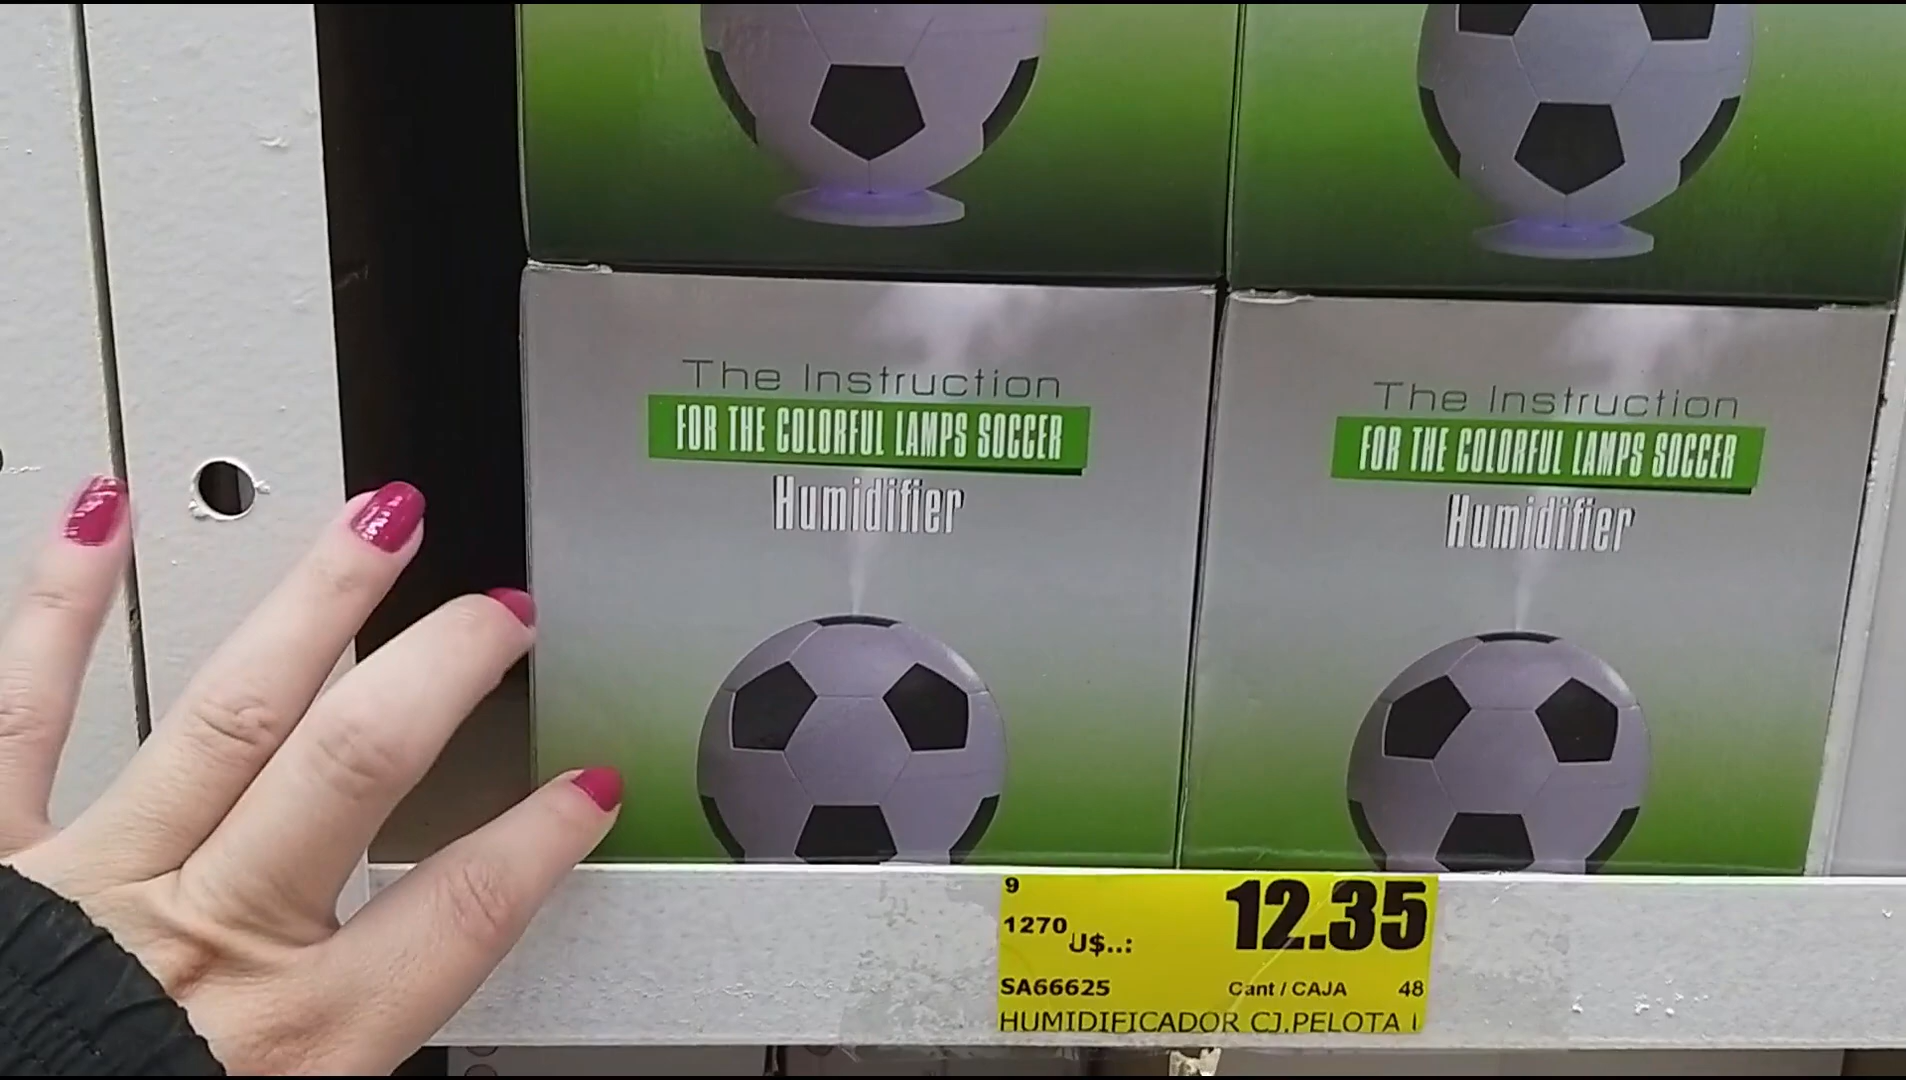 The Instruction
FOR THE COLORFUL LAMPS SOCCER
Humidifier
The Instruction
FOR THE COLORFUL LAMPS SOCCER
Humidifier
9
1270 U$..: 12.35
SA66625 Cant / CAJA 48
HUMIDIFICADOR CJ.PELOTA